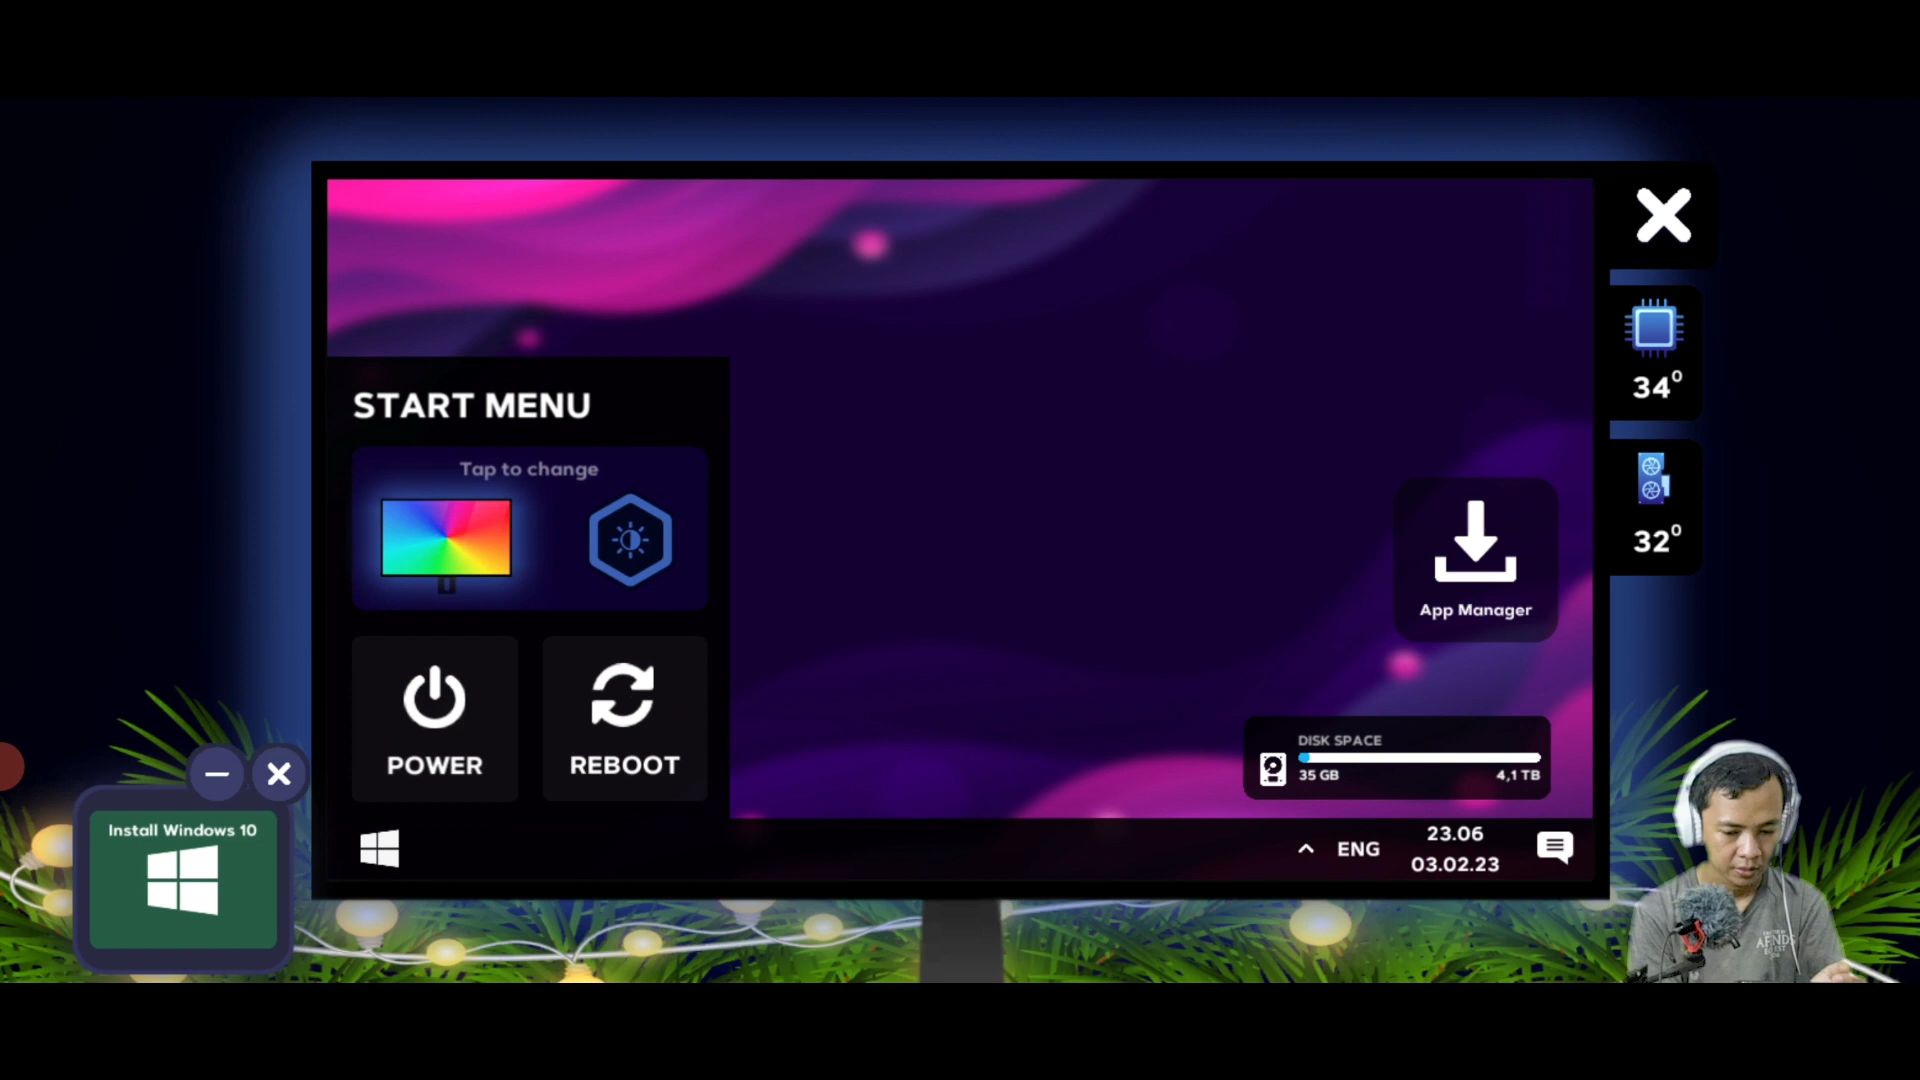 START MENU
Tap to change
POWER
REBOOT
Install Windows 10
App Manager
DISK SPACE
35 GB
4,1 TB
ENG
23.06
03.02.23
34°
32°
AFNDS